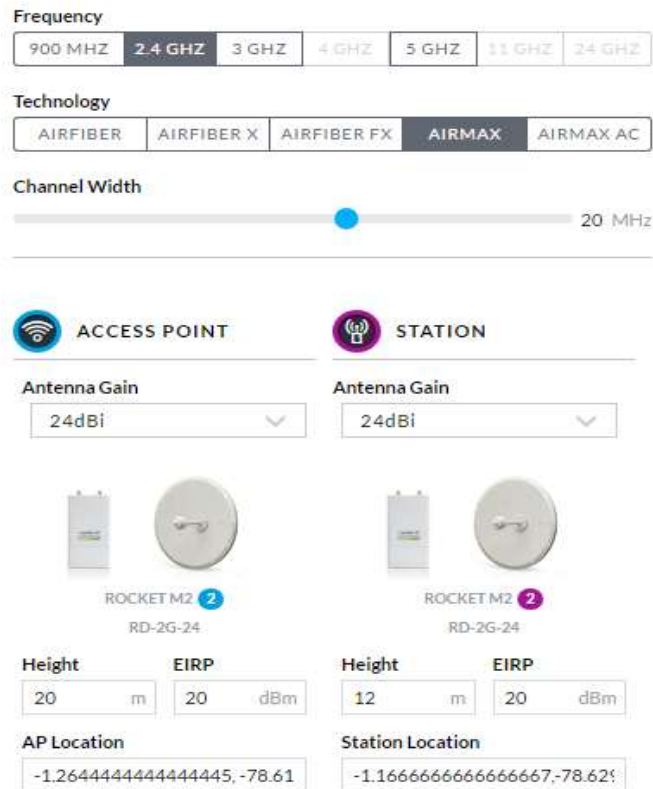 Frequency
900 MHZ 2.4 GHZ 3 GHZ 4 GHZ 5 GHZ 11 GHZ 24 GHZ
Technology
AIRFIBER AIRFIBER X AIRFIBER FX AIRMAX AIRMAX AC
Channel Width
20 MHz
ACCESS POINT STATION
Antenna Gain Antenna Gain
24dBi 24dBi
ROCKET M2 2 ROCKET M2 2
RD-2G-24 RD-2G-24
Height EIRP Height EIRP
20 m 20 dBm 12 m 20 dBm
AP Location Station Location
-1.2644444444444445, -78.61 -1.1666666666666667,-78.629